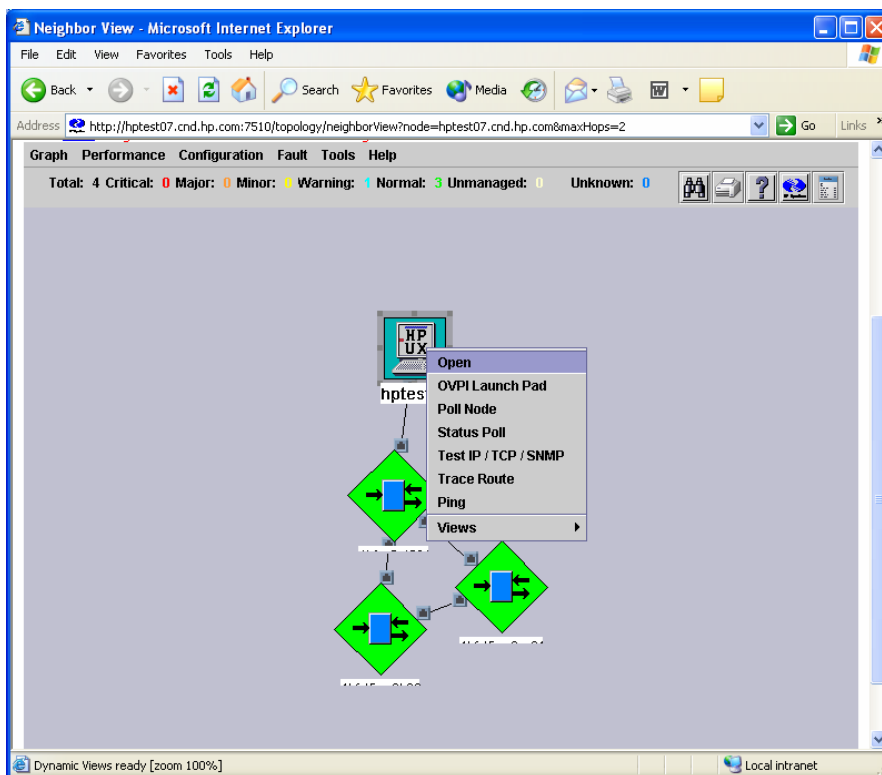 Neighbor View - Microsoft Internet Explorer
File Edit View Favorites Tools Help
Back Search Favorites Media
Address http://hptest07.cnd.hp.com:7510/topology/neighborView?node=hptest07.cnd.hp.com&maxHops=2 Go Links
Graph Performance Configuration Fault Tools Help
Total: 4 Critical: 0 Major: 0 Minor: 0 Warning: 1 Normal: 3 Unmanaged: 0 Unknown: 0
HP
UX
Open
OVPI Launch Pad
Poll Node
Status Poll
Test IP / TCP / SNMP
Trace Route
Ping
Views
Dynamic Views ready [zoom 100%] Local intranet